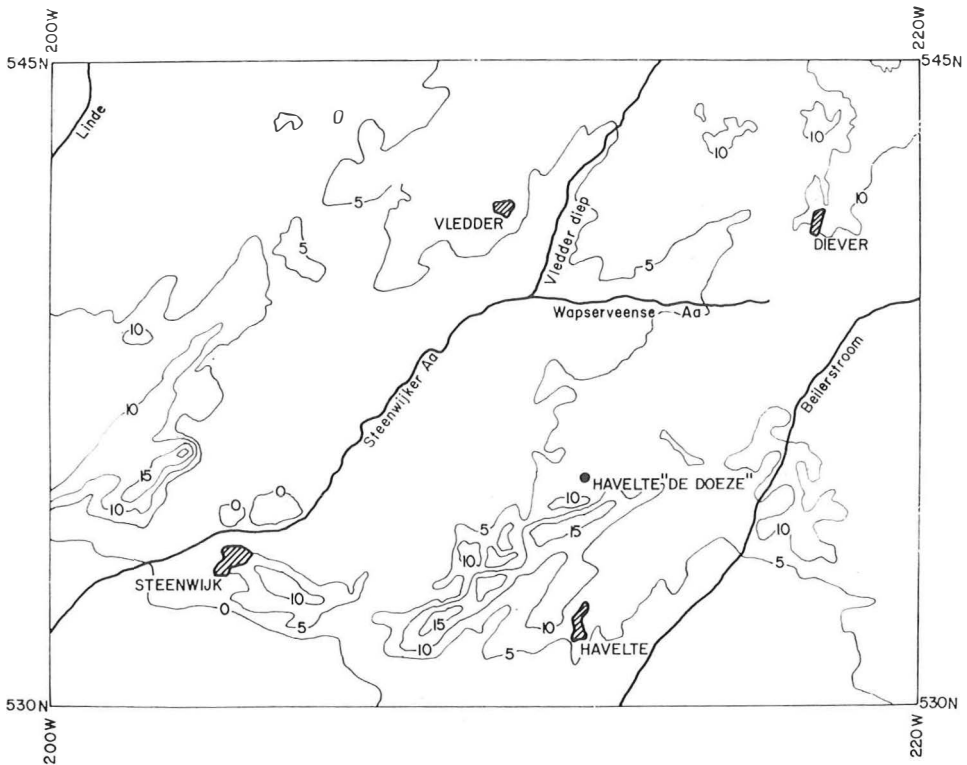 200W
220W
545N
545N
Linde
0
10
10
10
5
VLEDDER
Vledder diep
DIEVER
5
5
Wapserveense Aa
10
Steenwijker Aa
Beilerstroom
10
15
HAVELTE "DE DOEZE"
10
10
0
0
5
15
10
10
5
STEENWIJK
10
0
5
15
10
10
5
HAVELTE
530N
530N
200W
220W